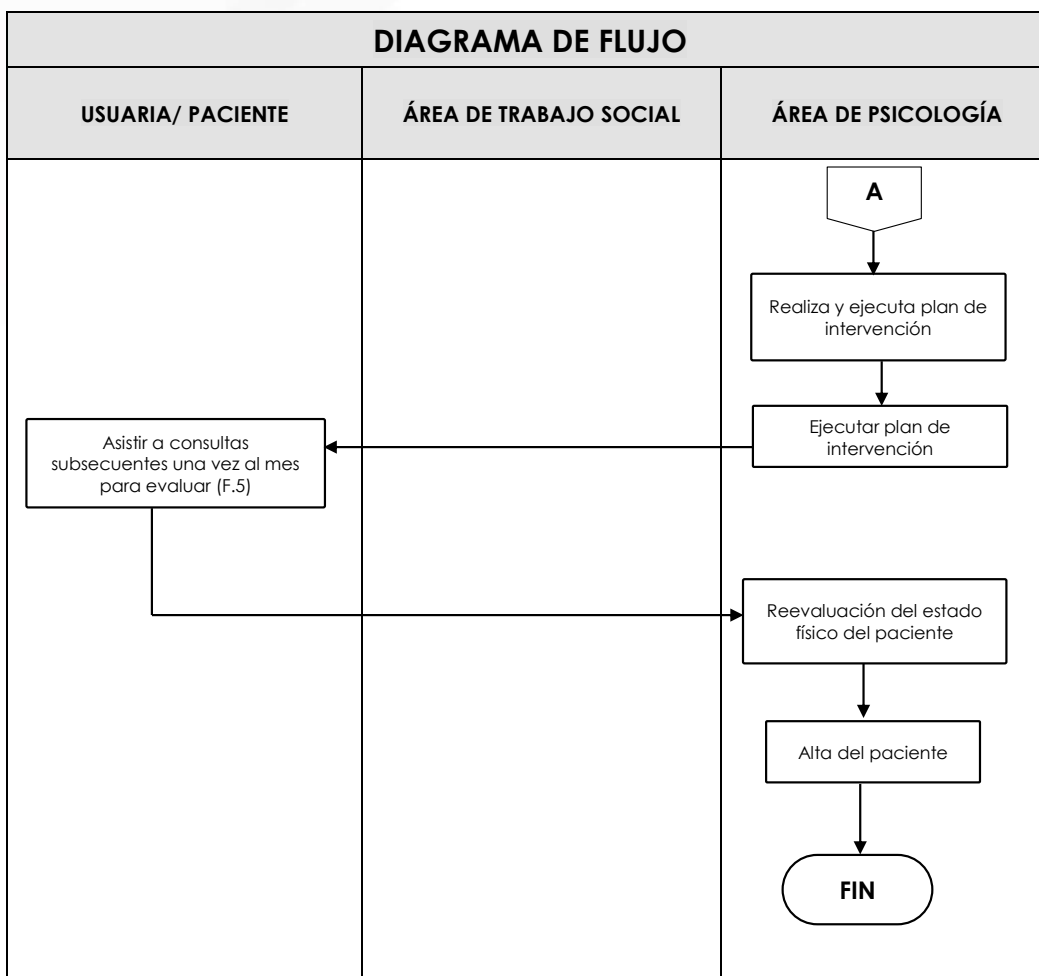 DIAGRAMA DE FLUJO
USUARIA/ PACIENTE
ÁREA DE TRABAJO SOCIAL
ÁREA DE PSICOLOGÍA
A
Realiza y ejecuta plan de
intervención
Ejecutar plan de
intervención
Asistir a consultas
subsecuentes una vez al mes
para evaluar (F.5)
Reevaluación del estado
físico del paciente
Alta del paciente
FIN